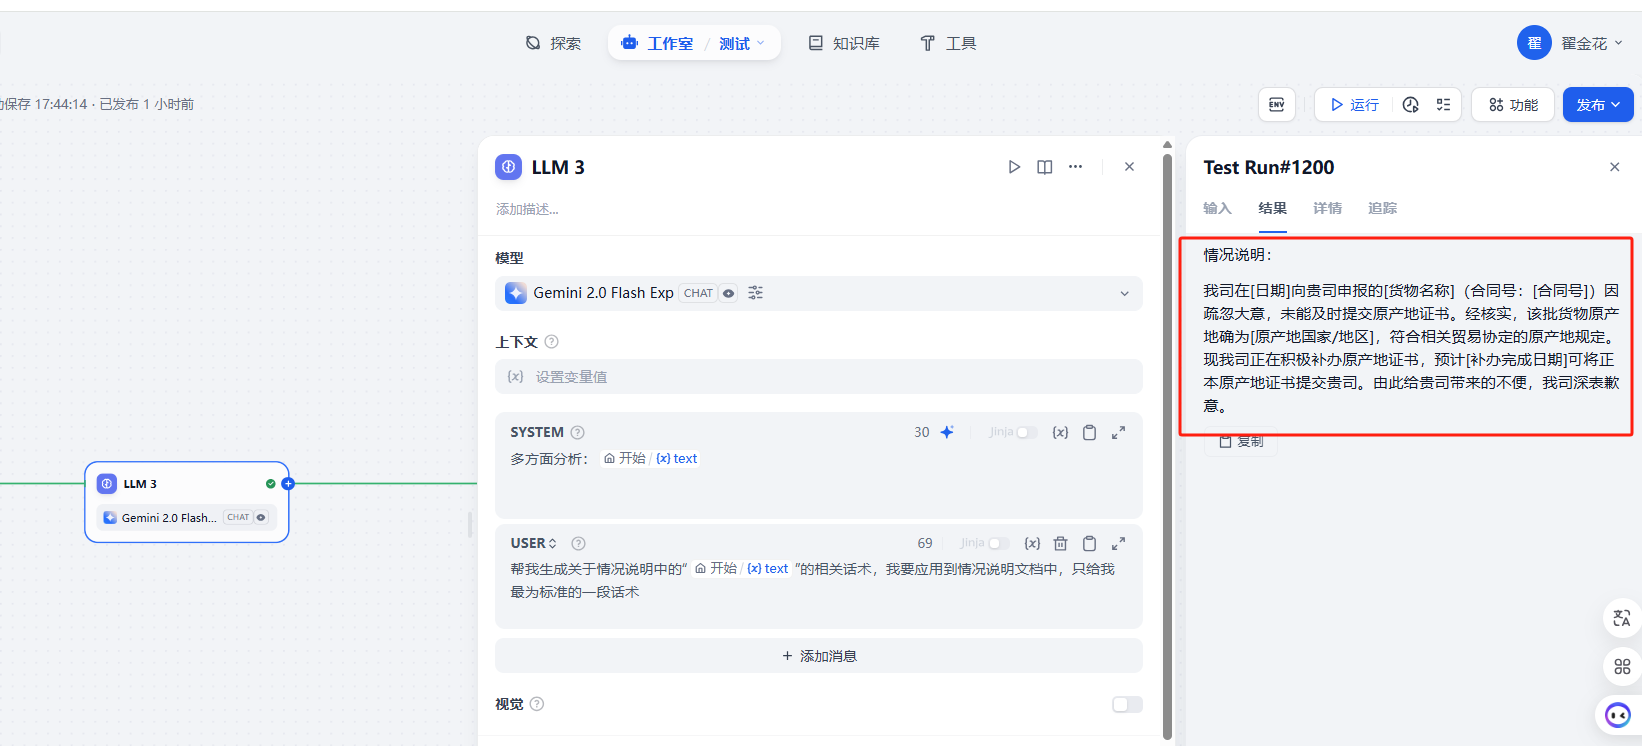 探索
工作室 / 测试
知识库
工具
翟 翟金花
保存 17:44:14 · 已发布 1 小时前
ENV
运行
功能
发布
LLM 3
添加描述...
模型
Gemini 2.0 Flash Exp CHAT
上下文
{x} 设置变量值
SYSTEM 30 Jinja {x}
多方面分析： 开始 / {x} text
USER 69 Jinja {x}
帮我生成关于情况说明中的“ 开始 / {x} text ”的相关话术，我要应用到情况说明文档中，只给我
最为标准的一段话术
+ 添加消息
视觉
LLM 3
Gemini 2.0 Flash... CHAT
Test Run#1200
输入 结果 详情 追踪
情况说明：
我司在[日期]向贵司申报的[货物名称]（合同号：[合同号]）因
疏忽大意，未能及时提交原产地证书。经核实，该批货物原产
地确为[原产地国家/地区]，符合相关贸易协定的原产地规定。
现我司正在积极补办原产地证书，预计[补办完成日期]可将正
本原产地证书提交贵司。由此给贵司带来的不便，我司深表歉
意。
复制